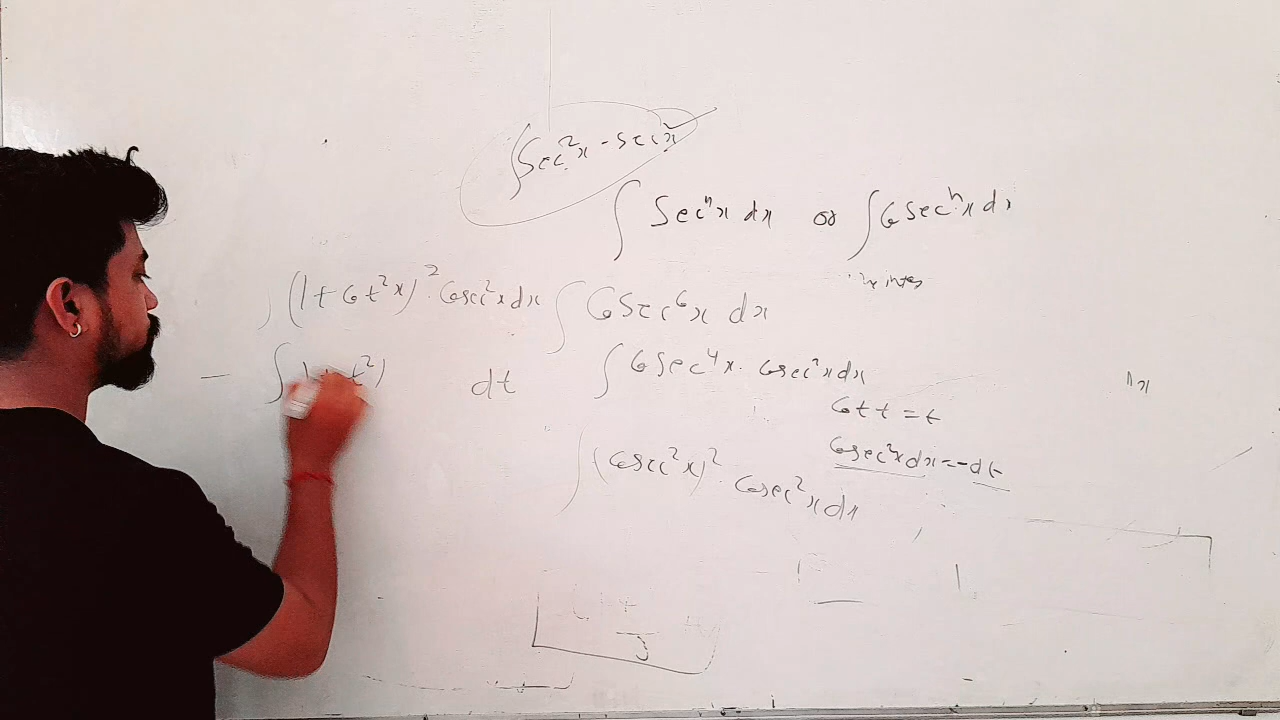 ∫sec²x - sec²x
∫ secⁿx dx or ∫cosecⁿx dx
∫(1+cot²x)².cosec²x dx
- ∫ t²) dt
∫cosec⁶x dx
∫cosec⁴x. cosec²x dx
cot t = t
cosec²x dx = -dt
∫(cosec²x)². cosec²x dx